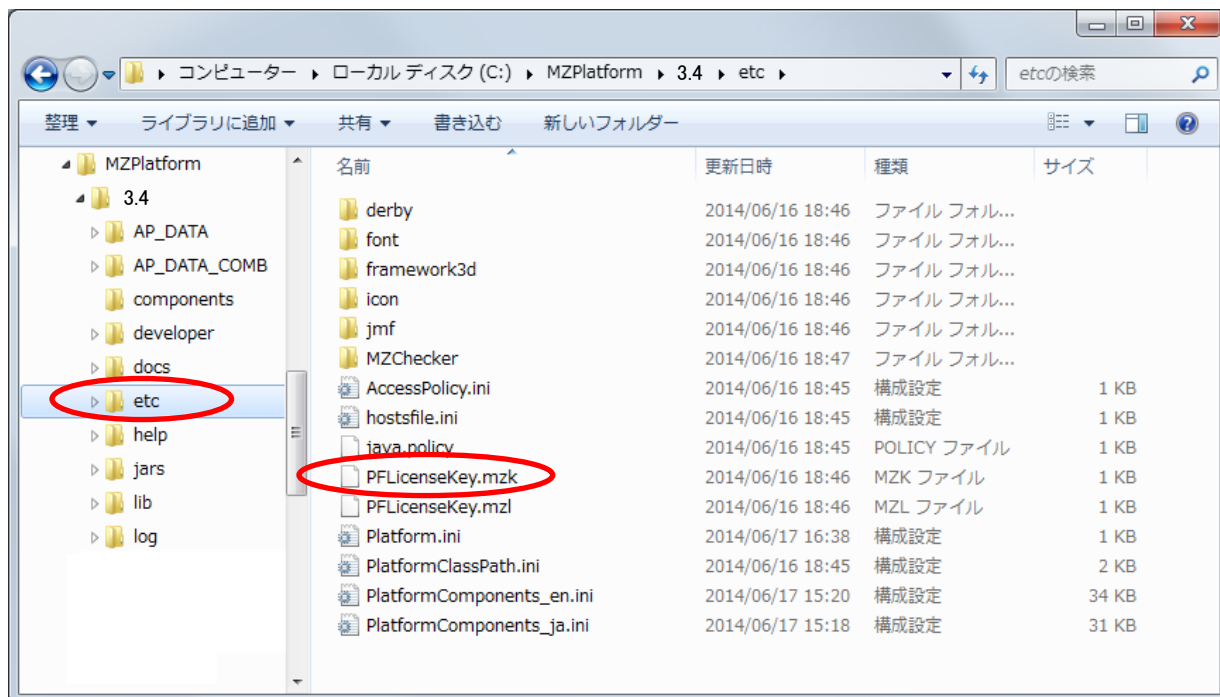 コンピューター ▸ ローカル ディスク (C:) ▸ MZPlatform ▸ 3.4 ▸ etc ▸ etcの検索
整理 ▼ ライブラリに追加 ▼ 共有 ▼ 書き込む 新しいフォルダー
MZPlatform
3.4
AP_DATA
AP_DATA_COMB
components
developer
docs
etc
help
jars
lib
log
名前 更新日時 種類 サイズ
derby 2014/06/16 18:46 ファイル フォル...
font 2014/06/16 18:46 ファイル フォル...
framework3d 2014/06/16 18:46 ファイル フォル...
icon 2014/06/16 18:46 ファイル フォル...
jmf 2014/06/16 18:46 ファイル フォル...
MZChecker 2014/06/16 18:47 ファイル フォル...
AccessPolicy.ini 2014/06/16 18:45 構成設定 1 KB
hostsfile.ini 2014/06/16 18:45 構成設定 1 KB
java.policy 2014/06/16 18:45 POLICY ファイル 1 KB
PFLicenseKey.mzk 2014/06/16 18:46 MZK ファイル 1 KB
PFLicenseKey.mzl 2014/06/16 18:46 MZL ファイル 1 KB
Platform.ini 2014/06/17 16:38 構成設定 1 KB
PlatformClassPath.ini 2014/06/16 18:45 構成設定 2 KB
PlatformComponents_en.ini 2014/06/17 15:20 構成設定 34 KB
PlatformComponents_ja.ini 2014/06/17 15:18 構成設定 31 KB